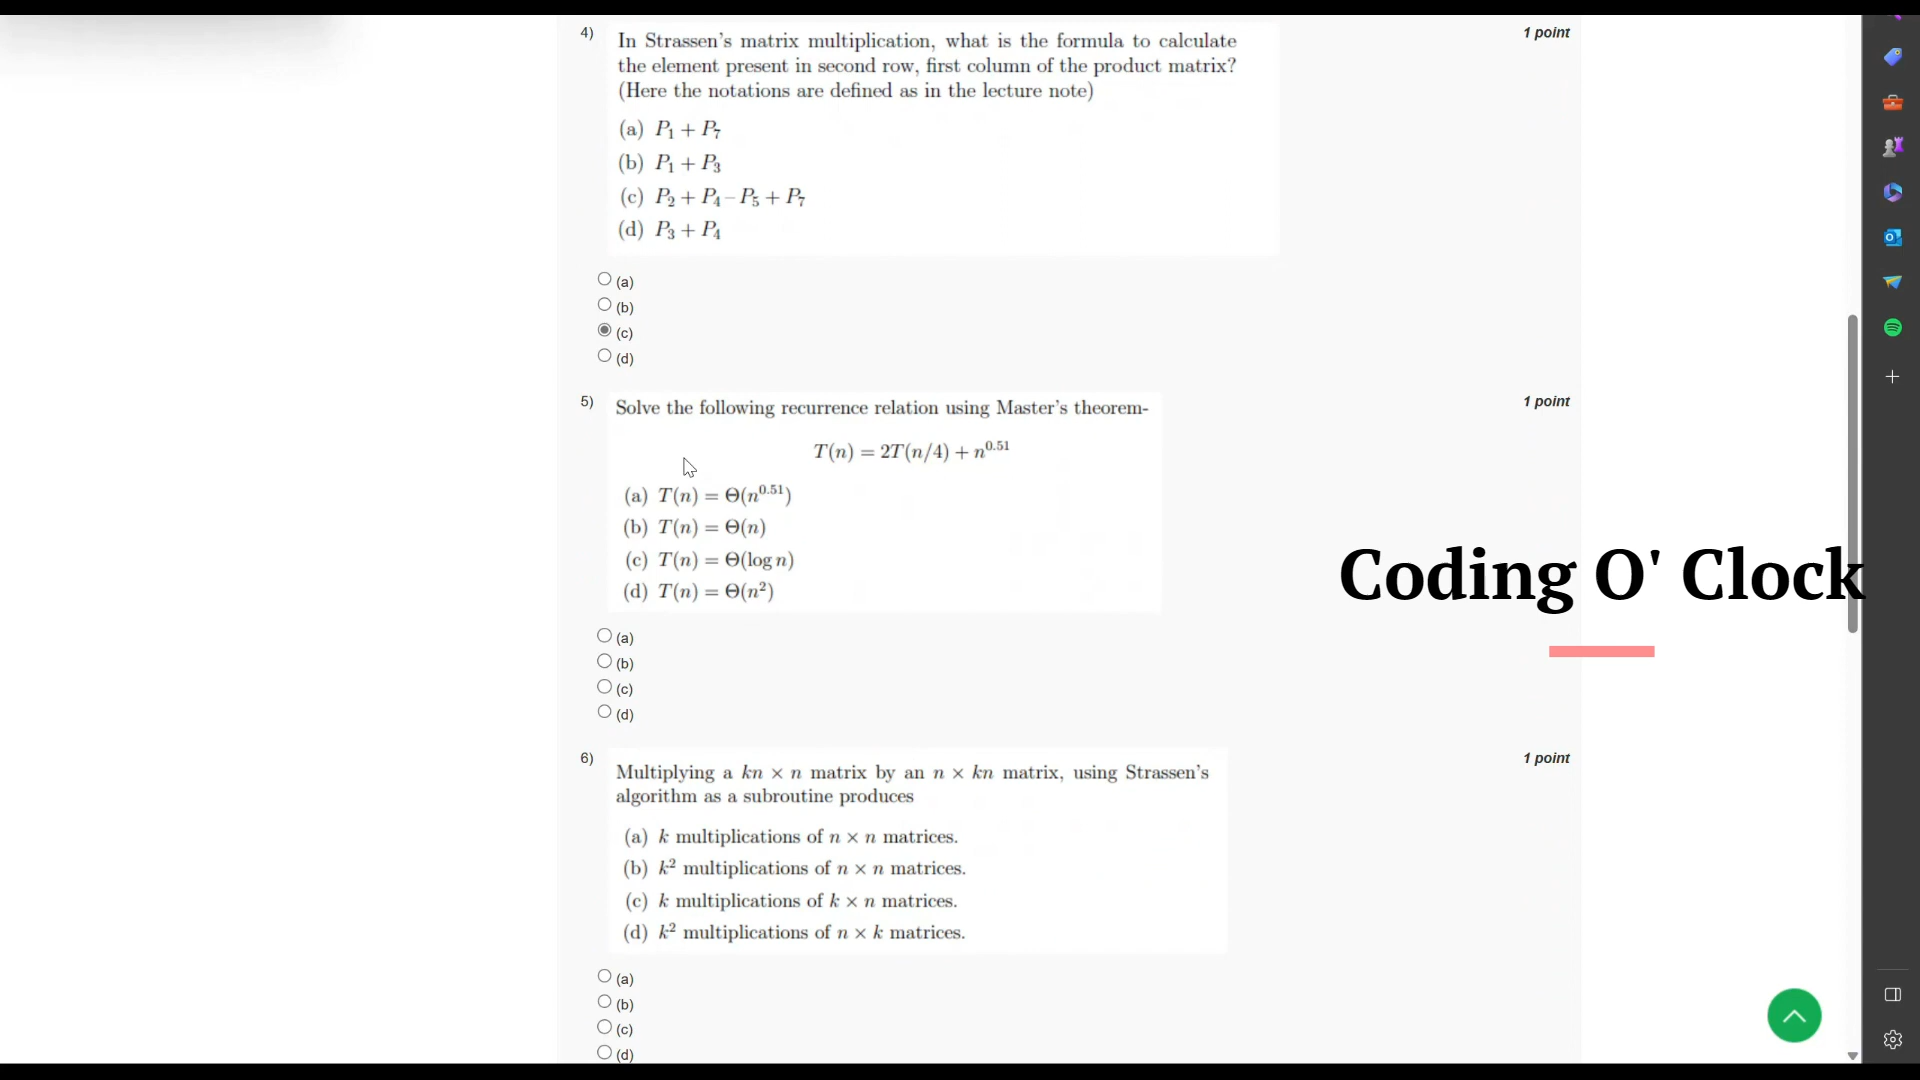 4)
1 point
In Strassen's matrix multiplication, what is the formula to calculate
the element present in second row, first column of the product matrix?
(Here the notations are defined as in the lecture note)
(a) P₁ + P₇
(b) P₁ + P₃
(c) P₂ + P₄ – P₅ + P₇
(d) P₃ + P₄
(a)
(b)
(c)
(d)
5)
1 point
Solve the following recurrence relation using Master's theorem-
T(n) = 2T(n/4) + n^0.51
(a) T(n) = Θ(n^0.51)
(b) T(n) = Θ(n)
(c) T(n) = Θ(log n)
(d) T(n) = Θ(n²)
(a)
(b)
(c)
(d)
Coding O' Clock
6)
1 point
Multiplying a kn × n matrix by an n × kn matrix, using Strassen's
algorithm as a subroutine produces
(a) k multiplications of n × n matrices.
(b) k² multiplications of n × n matrices.
(c) k multiplications of k × n matrices.
(d) k² multiplications of n × k matrices.
(a)
(b)
(c)
(d)